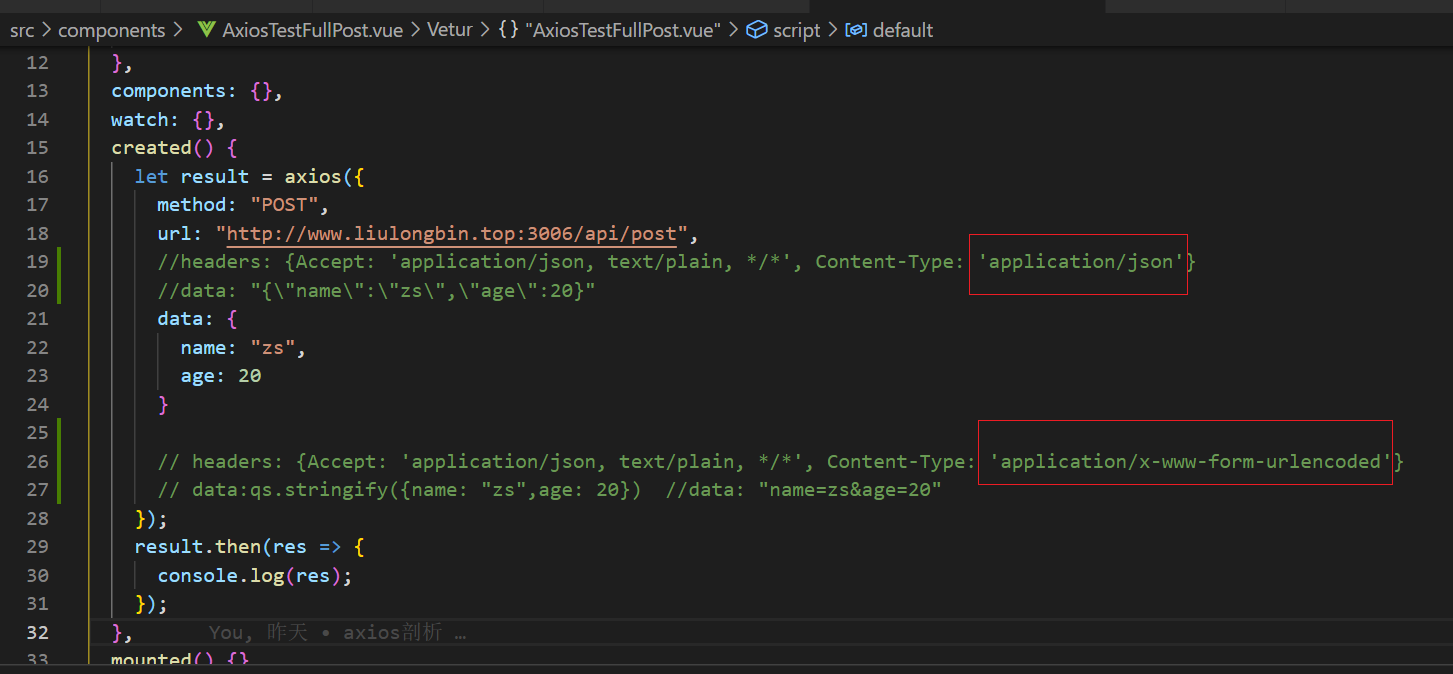 src > components > AxiosTestFullPost.vue > Vetur > {} "AxiosTestFullPost.vue" > script > default
12 },
13 components: {},
14 watch: {},
15 created() {
16 let result = axios({
17 method: "POST",
18 url: "http://www.liulongbin.top:3006/api/post",
19 //headers: {Accept: 'application/json, text/plain, */*', Content-Type: 'application/json'}
20 //data: "{\"name\":\"zs\",\"age\":20}"
21 data: {
22 name: "zs",
23 age: 20
24 }
25
26 // headers: {Accept: 'application/json, text/plain, */*', Content-Type: 'application/x-www-form-urlencoded'}
27 // data:qs.stringify({name: "zs",age: 20}) //data: "name=zs&age=20"
28 });
29 result.then(res => {
30 console.log(res);
31 });
32 }, You, 昨天 • axios剖析 …
33 mounted() {}